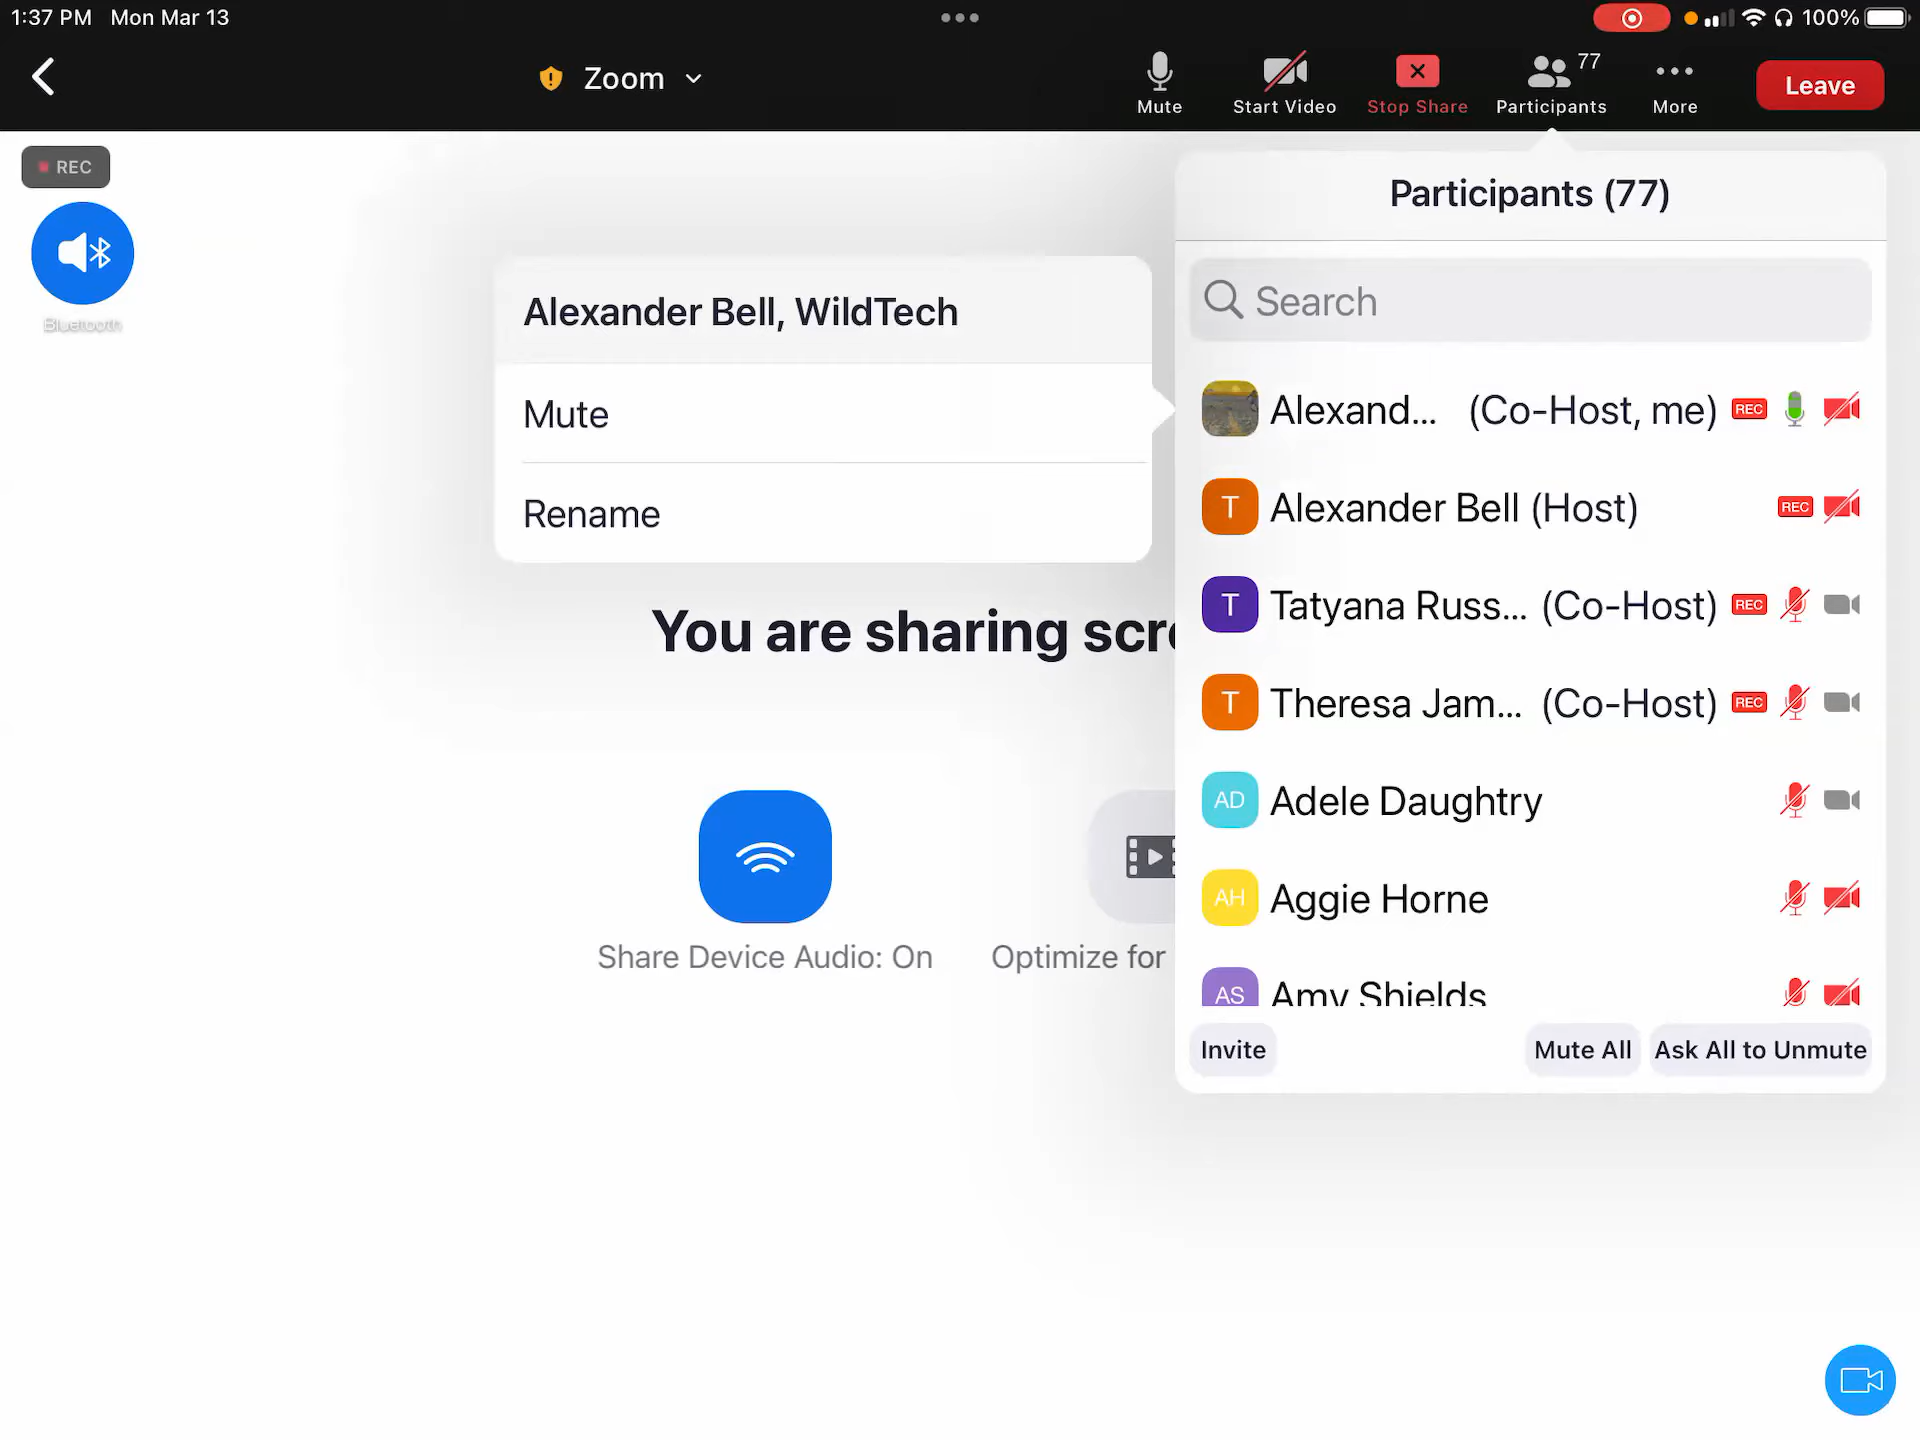 1:37 PM Mon Mar 13
100%
Zoom
Mute
Start Video
Stop Share
77
Participants
More
Leave
REC
Bluetooth
Alexander Bell, WildTech
Mute
Rename
You are sharing scre
Share Device Audio: On
Optimize for
Participants (77)
Search
Alexand... (Co-Host, me) REC
T Alexander Bell (Host) REC
T Tatyana Russ... (Co-Host) REC
T Theresa Jam... (Co-Host) REC
AD Adele Daughtry
AH Aggie Horne
AS Amy Shields
Invite
Mute All
Ask All to Unmute